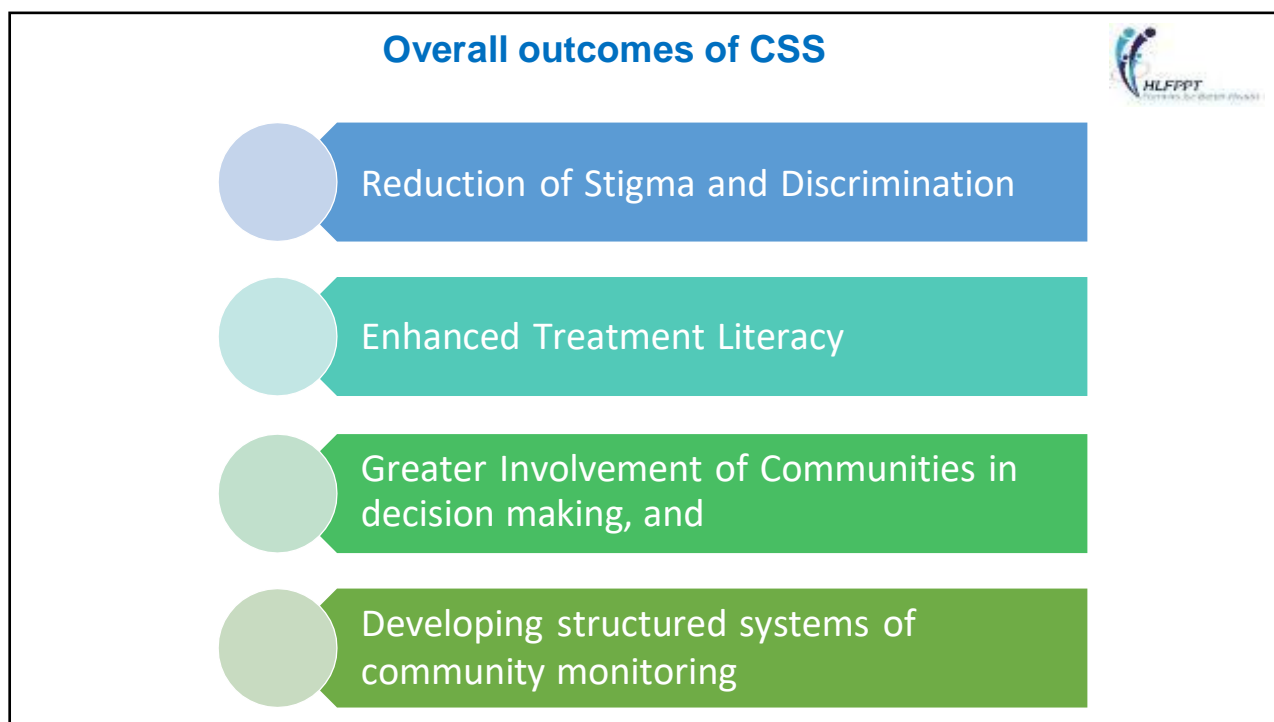 Overall outcomes of CSS
HLFPPT
Reduction of Stigma and Discrimination
Enhanced Treatment Literacy
Greater Involvement of Communities in
decision making, and
Developing structured systems of
community monitoring